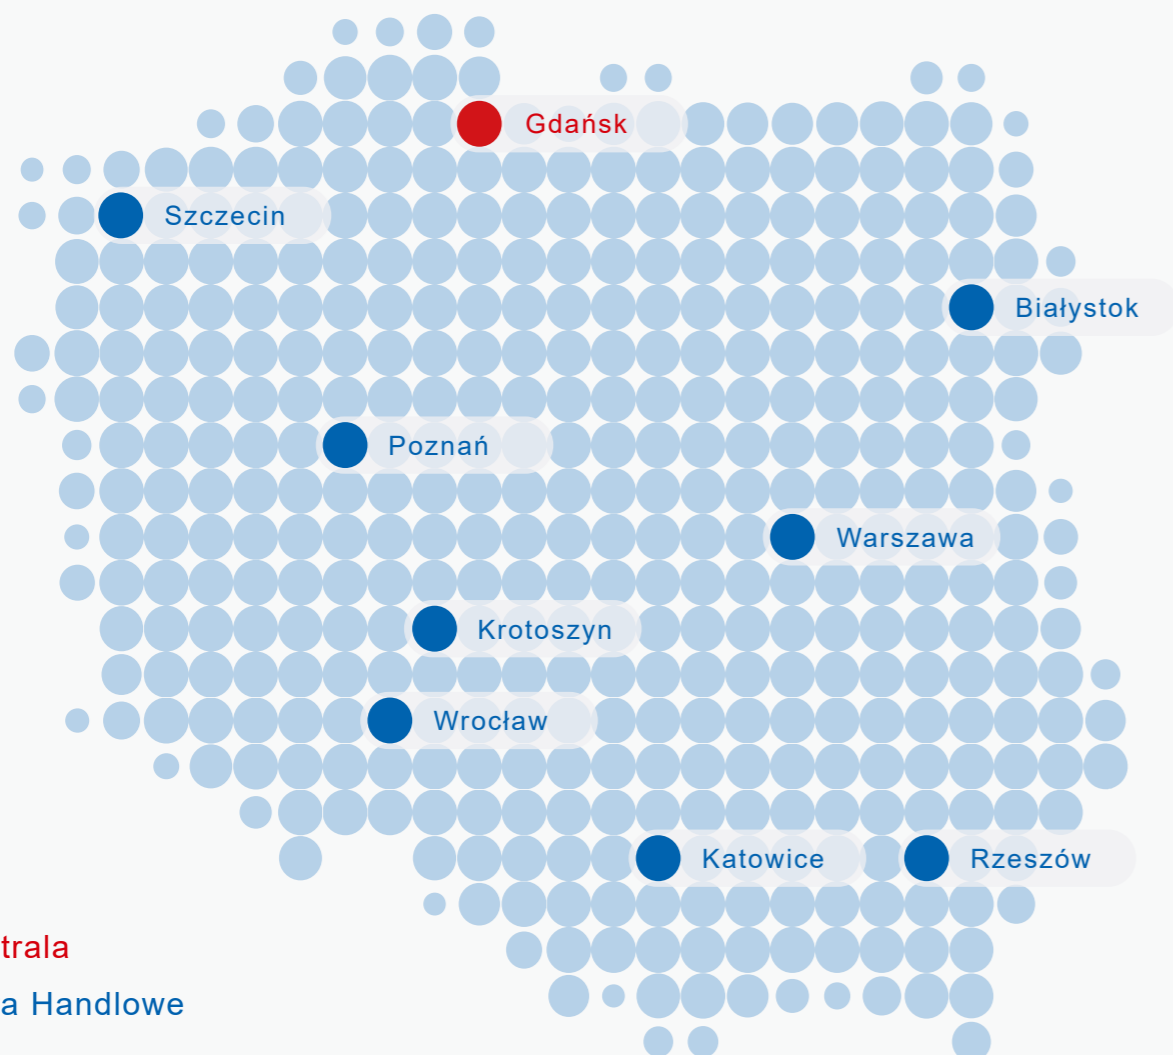 Gdańsk
Szczecin
Białystok
Poznań
Warszawa
Krotoszyn
Wrocław
Katowice
Rzeszów
trala
a Handlowe